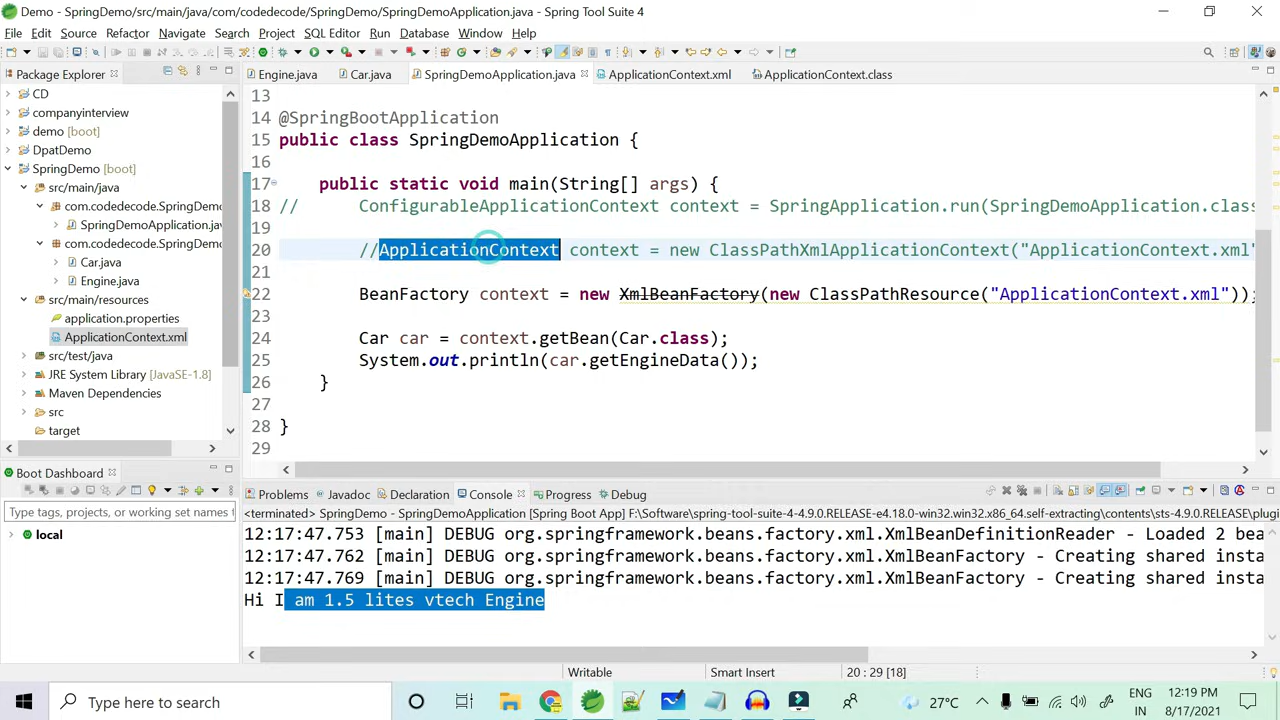 Demo - SpringDemo/src/main/java/com/codedecode/SpringDemo/SpringDemoApplication.java - Spring Tool Suite 4
File Edit Source Refactor Navigate Search Project SQL Editor Run Database Window Help
Package Explorer
Engine.java Car.java SpringDemoApplication.java ApplicationContext.xml ApplicationContext.class
CD
companyinterview
demo [boot]
DpatDemo
SpringDemo [boot]
src/main/java
com.codedecode.SpringDemo
SpringDemoApplication.java
com.codedecode.SpringDemo
Car.java
Engine.java
src/main/resources
application.properties
ApplicationContext.xml
src/test/java
JRE System Library [JavaSE-1.8]
Maven Dependencies
src
target
13
14 @SpringBootApplication
15 public class SpringDemoApplication {
16
17 public static void main(String[] args) {
18 // ConfigurableApplicationContext context = SpringApplication.run(SpringDemoApplication.class
19
20 //ApplicationContext context = new ClassPathXmlApplicationContext("ApplicationContext.xml"
21
22 BeanFactory context = new XmlBeanFactory(new ClassPathResource("ApplicationContext.xml"));
23
24 Car car = context.getBean(Car.class);
25 System.out.println(car.getEngineData());
26 }
27
28 }
29
Boot Dashboard
Type tags, projects, or working set names
local
Problems Javadoc Declaration Console Progress Debug
<terminated> SpringDemo - SpringDemoApplication [Spring Boot App] F:\Software\spring-tool-suite-4-4.9.0.RELEASE-e4.18.0-win32.win32.x86_64.self-extracting\contents\sts-4.9.0.RELEASE\plugi
12:17:47.753 [main] DEBUG org.springframework.beans.factory.xml.XmlBeanDefinitionReader - Loaded 2 bea
12:17:47.762 [main] DEBUG org.springframework.beans.factory.xml.XmlBeanFactory - Creating shared insta
12:17:47.769 [main] DEBUG org.springframework.beans.factory.xml.XmlBeanFactory - Creating shared insta
Hi I am 1.5 lites vtech Engine
Writable Smart Insert 20 : 29 [18]
Type here to search
27°C
ENG
IN
12:19 PM
8/17/2021